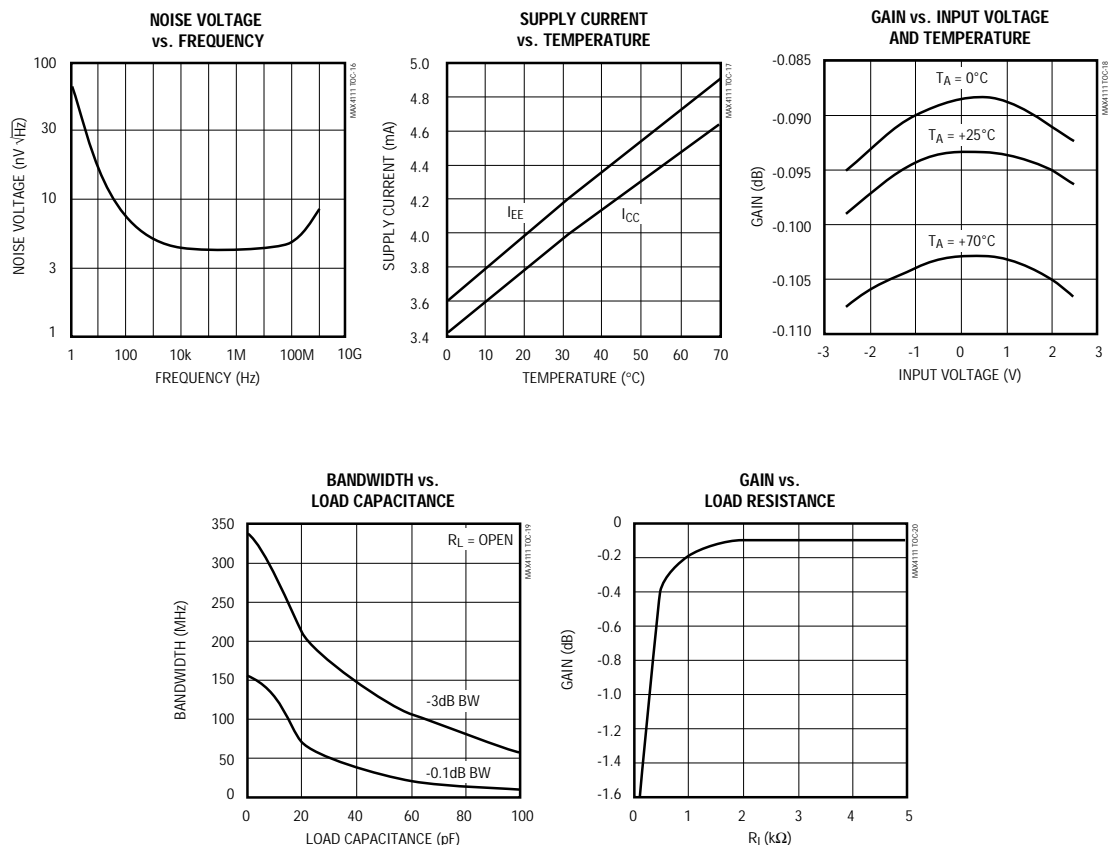 NOISE VOLTAGE
vs. FREQUENCY
100
30
10
3
1
NOISE VOLTAGE (nV √Hz)
1
100
10k
1M
100M
10G
FREQUENCY (Hz)
MAX4111 TOC-16
SUPPLY CURRENT
vs. TEMPERATURE
5.0
4.8
4.6
4.4
4.2
4.0
3.8
3.6
3.4
SUPPLY CURRENT (mA)
IEE
ICC
0
10
20
30
40
50
60
70
TEMPERATURE (°C)
MAX4111 TOC-17
GAIN vs. INPUT VOLTAGE
AND TEMPERATURE
-0.085
-0.090
-0.095
-0.100
-0.105
-0.110
GAIN (dB)
TA = 0°C
TA = +25°C
TA = +70°C
-3
-2
-1
0
1
2
3
INPUT VOLTAGE (V)
MAX4111 TOC-18
BANDWIDTH vs.
LOAD CAPACITANCE
350
300
250
200
150
100
50
0
BANDWIDTH (MHz)
RL = OPEN
-3dB BW
-0.1dB BW
0
20
40
60
80
100
LOAD CAPACITANCE (pF)
MAX4111 TOC-19
GAIN vs.
LOAD RESISTANCE
0
-0.2
-0.4
-0.6
-0.8
-1.0
-1.2
-1.4
-1.6
GAIN (dB)
0
1
2
3
4
5
RL (kΩ)
MAX4111 TOC-20